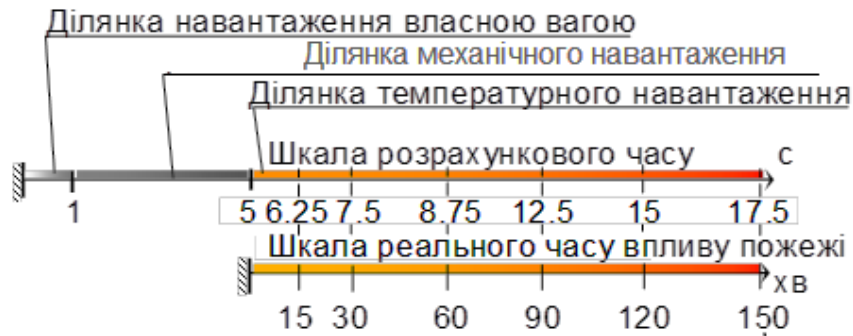 Ділянка навантаження власною вагою
Ділянка механічного навантаження
Ділянка температурного навантаження
Шкала розрахункового часу с
1 5 6.25 7.5 8.75 12.5 15 17.5
Шкала реального часу впливу пожежі
хв
15 30 60 90 120 150